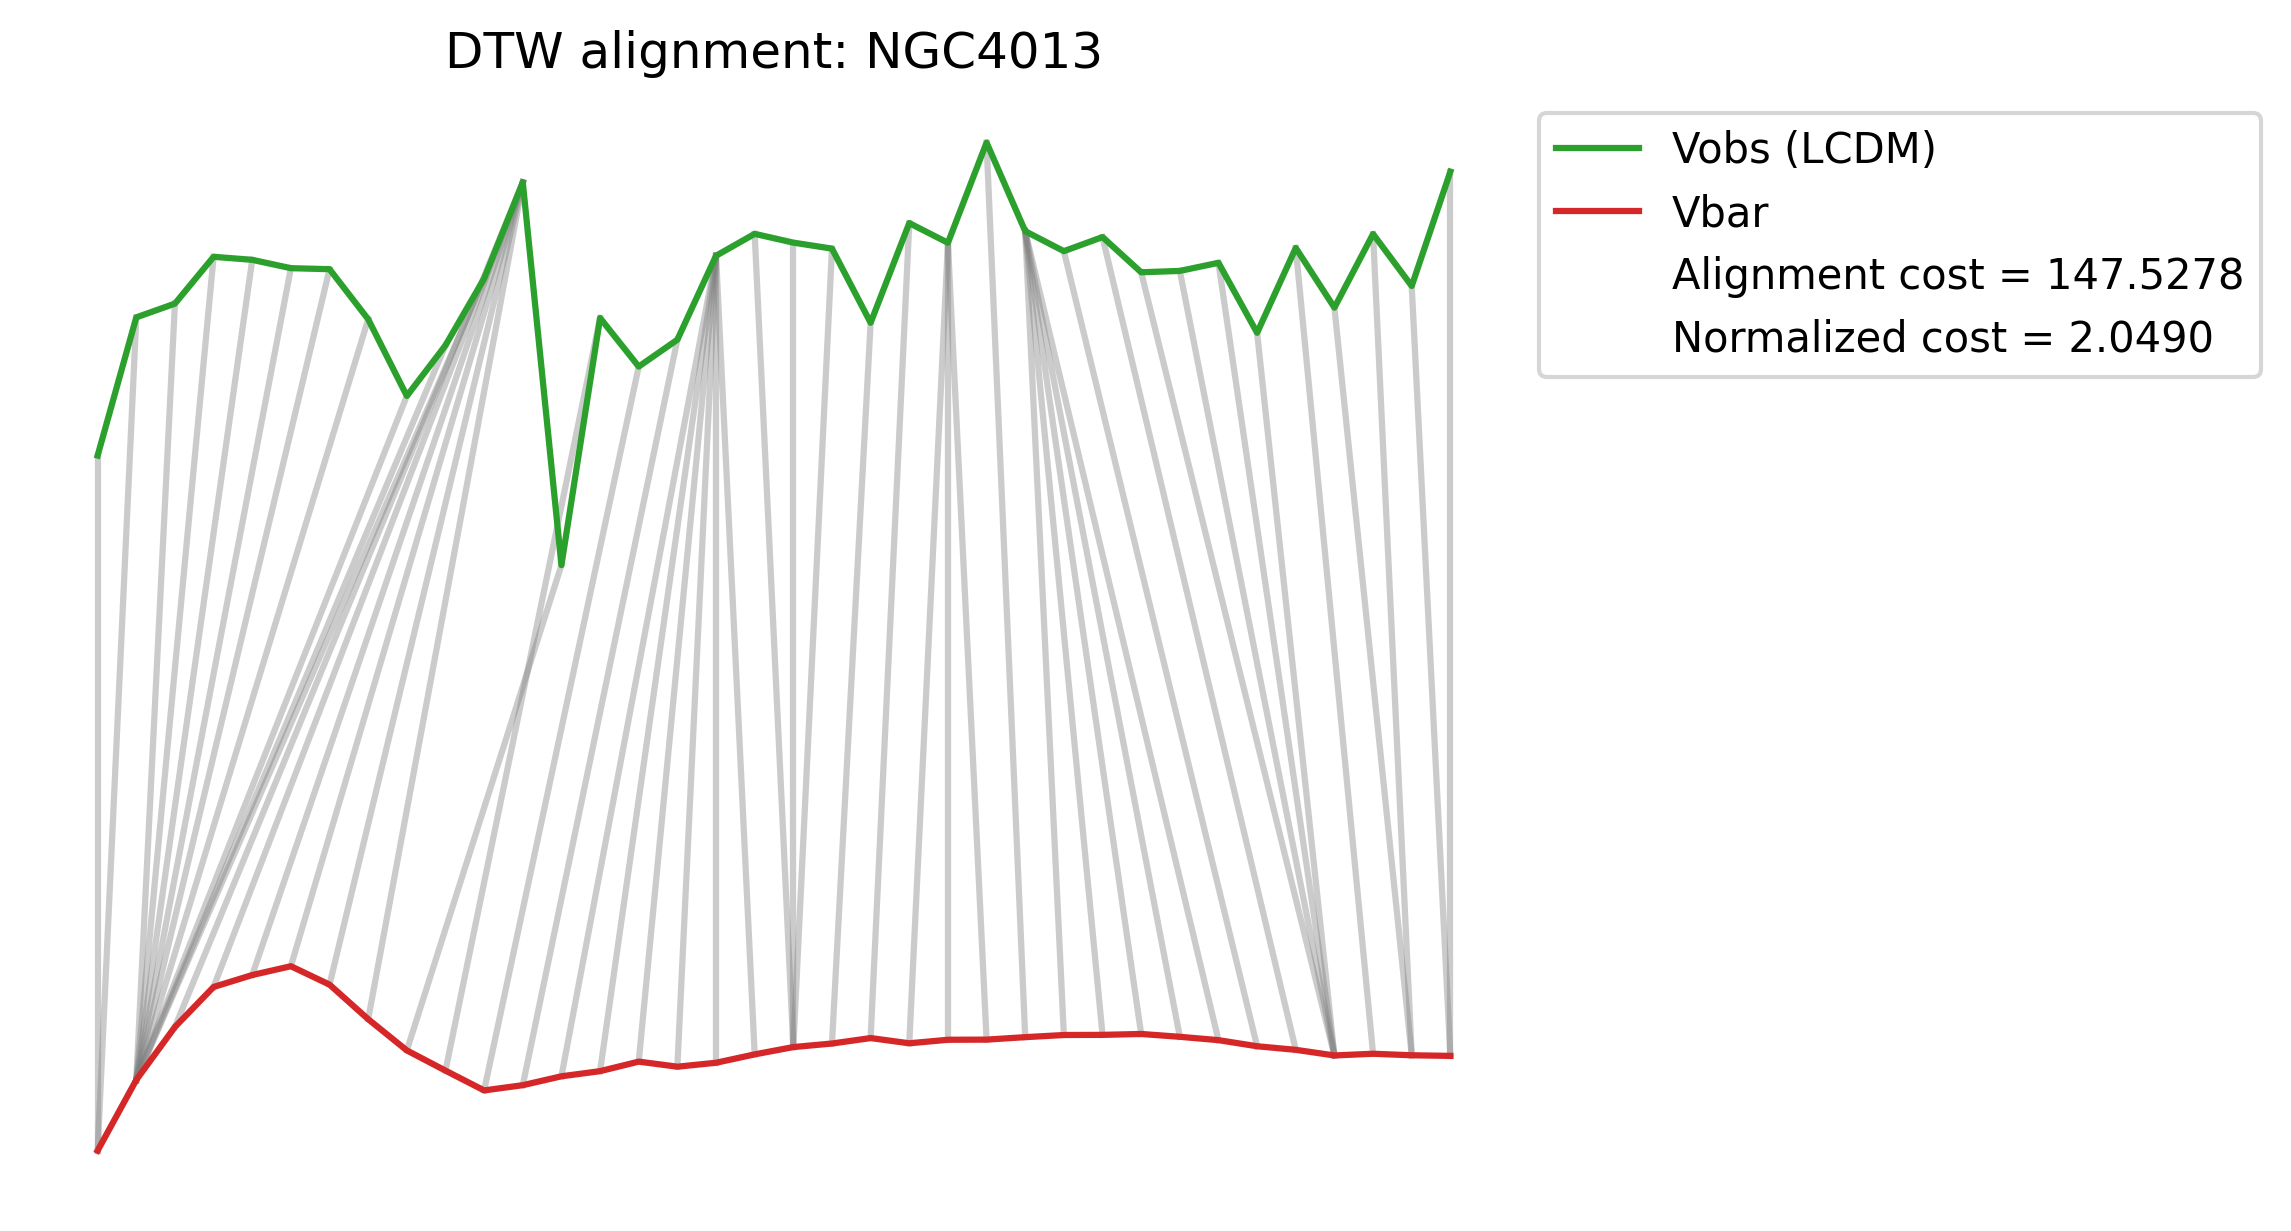 DTW alignment: NGC4013
Vobs (LCDM)
Vbar
Alignment cost = 147.5278
Normalized cost = 2.0490